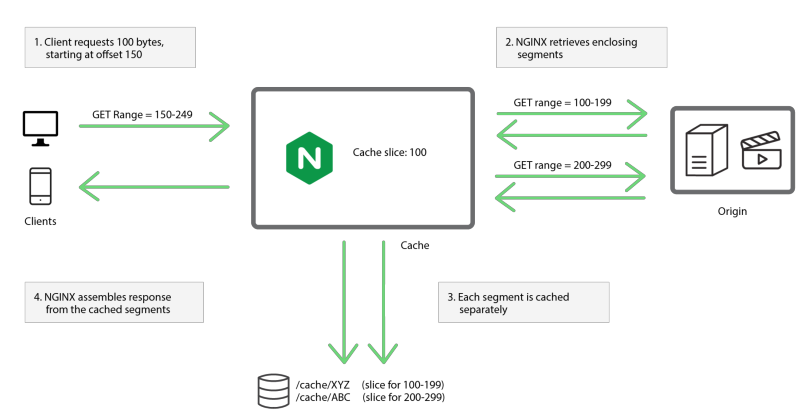 1. Client requests 100 bytes,
starting at offset 150
2. NGINX retrieves enclosing
segments
GET Range = 150-249
GET range = 100-199
N
Cache slice: 100
GET range = 200-299
Clients
Origin
Cache
4. NGINX assembles response
from the cached segments
3. Each segment is cached
separately
/cache/XYZ (slice for 100-199)
/cache/ABC (slice for 200-299)